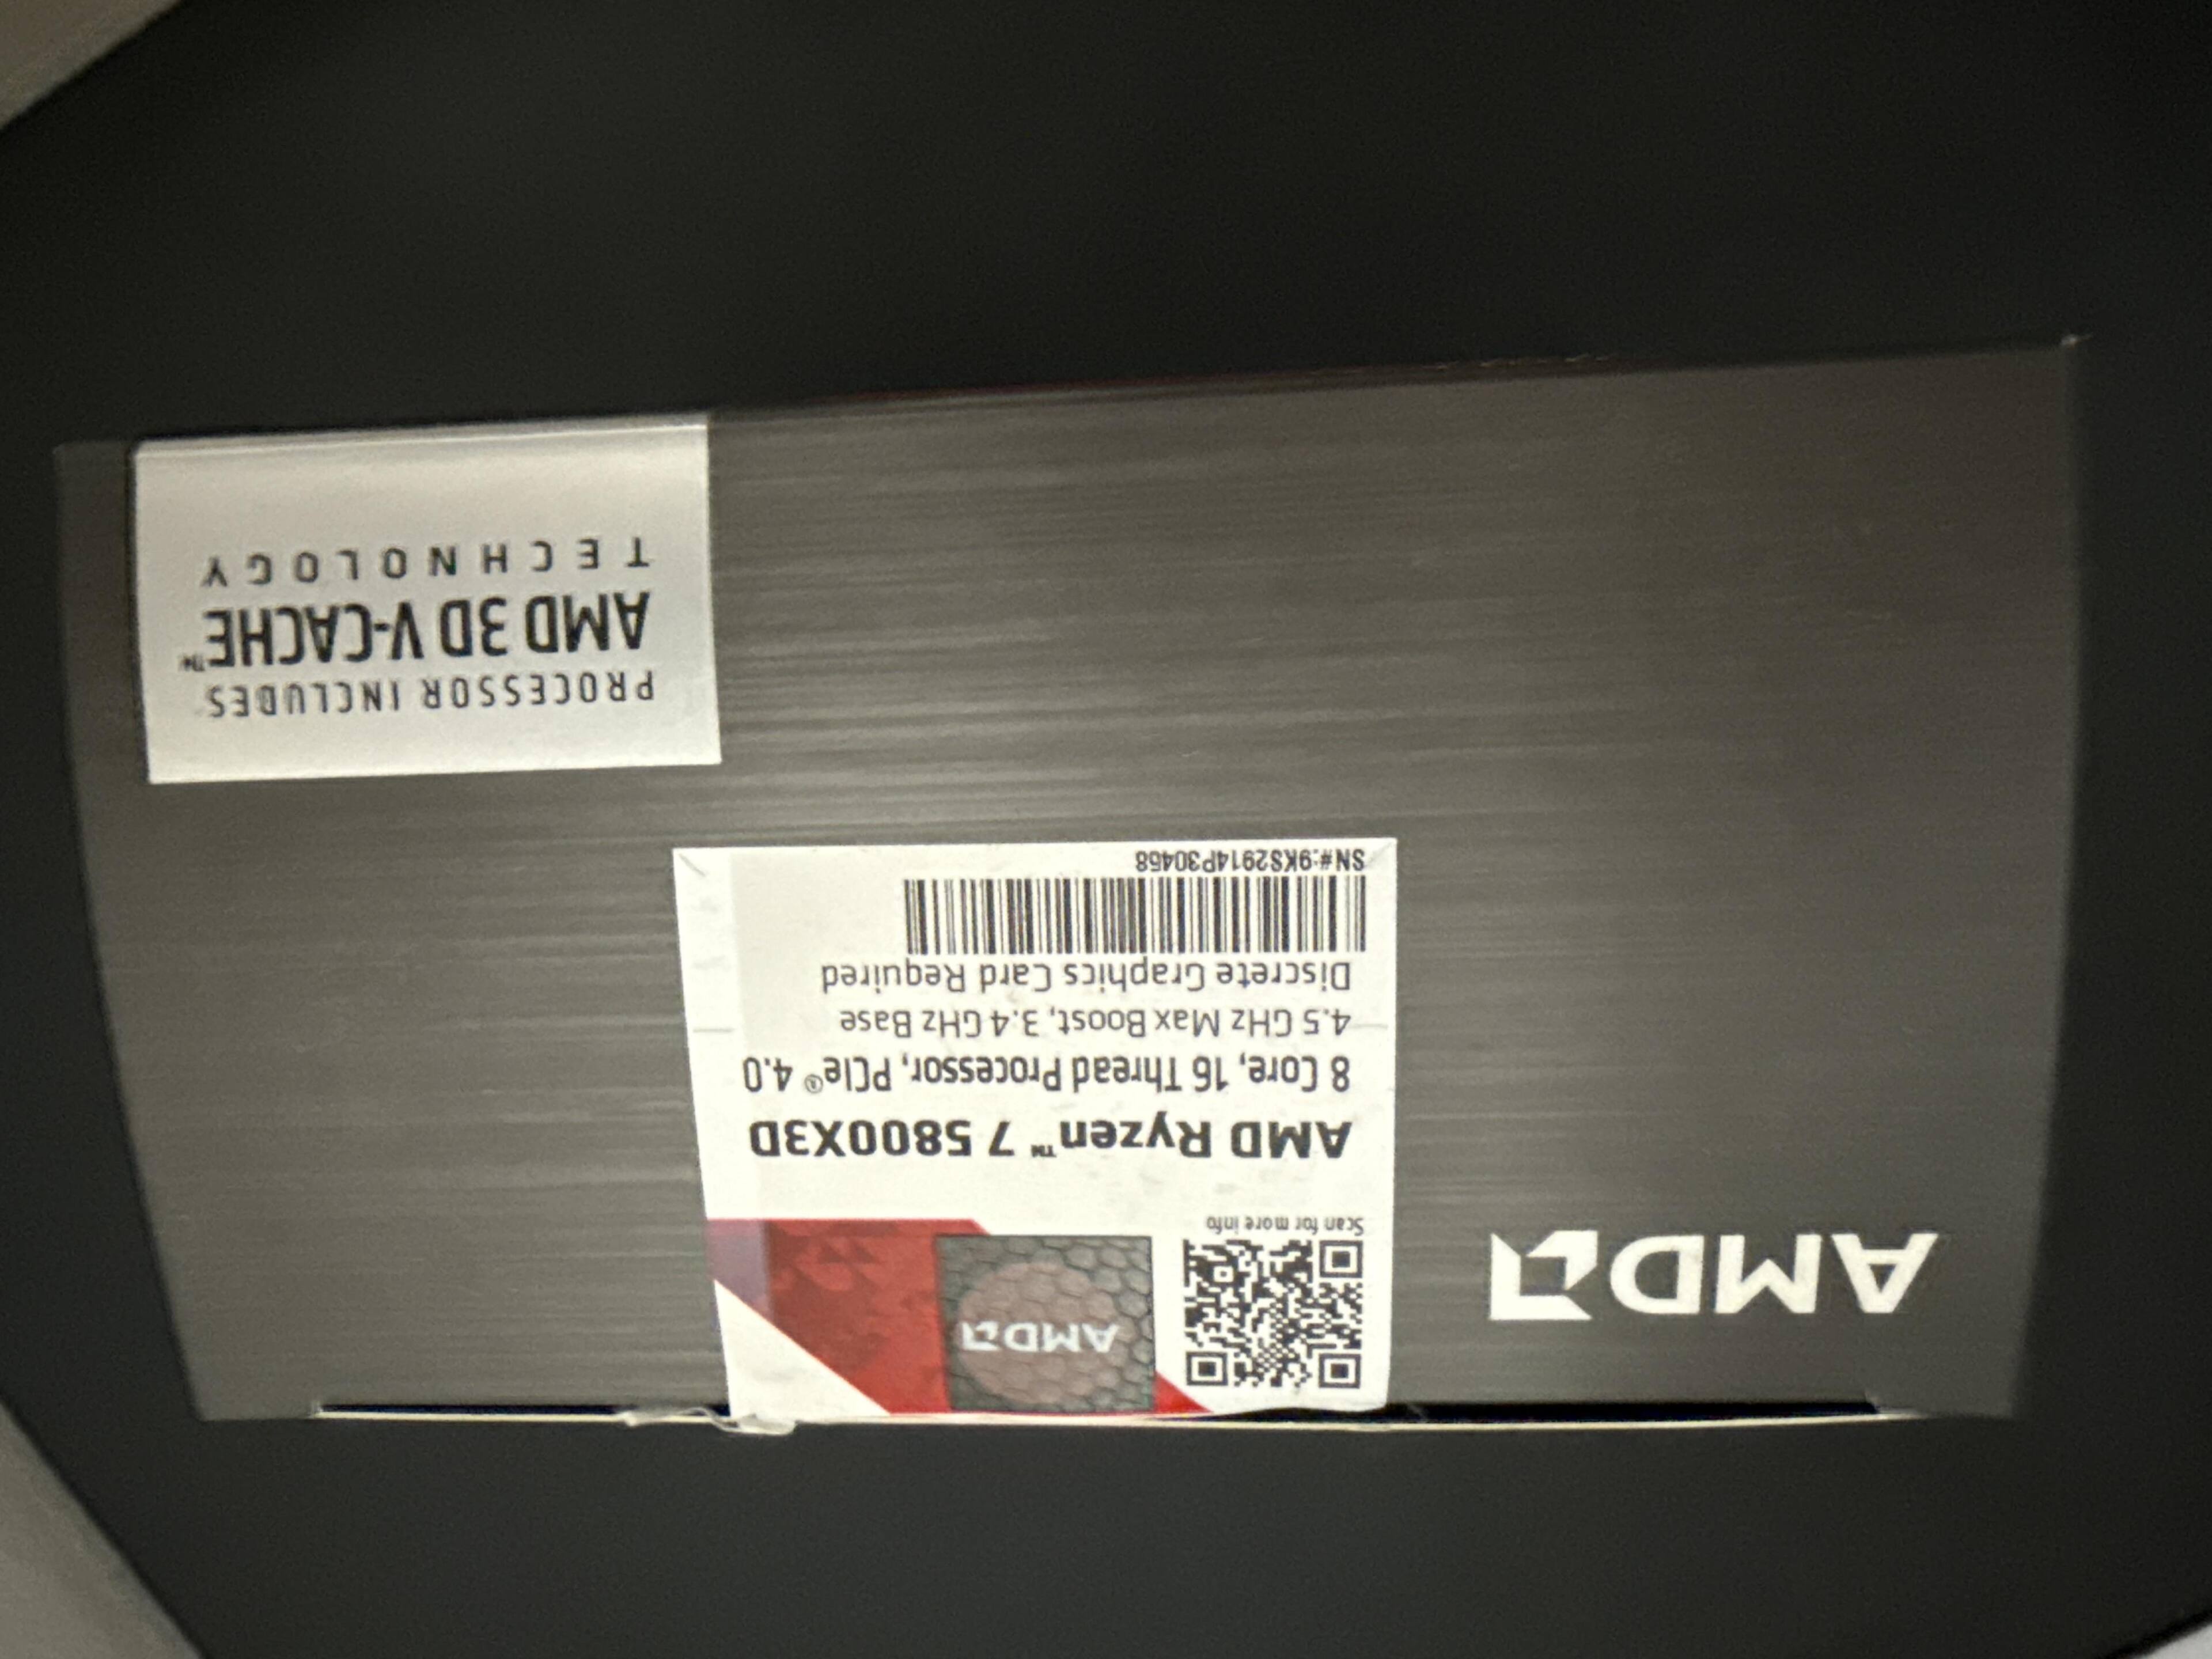 AMD
Scan for more info
AMD
AMD Ryzen™ 7 5800X3D
8 Core, 16 Thread Processor, PCIe® 4.0
4.5 GHz Max Boost, 3.4 GHz Base
Discrete Graphics Card Required
SN#:9KS2914P30468
PROCESSOR INCLUDES
AMD 3D V-CACHE™
TECHNOLOGY